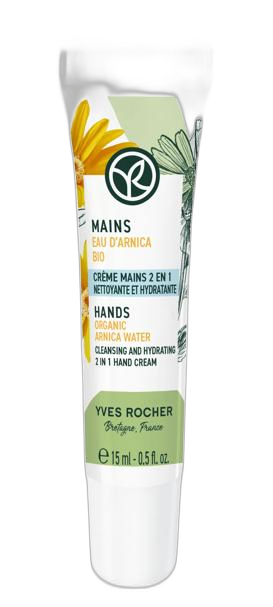 MAINS
EAU D'ARNICA
BIO
CRÈME MAINS 2 EN 1
NETTOYANTE ET HYDRATANTE
HANDS
ORGANIC
ARNICA WATER
CLEANSING AND HYDRATING
2 IN 1 HAND CREAM
YVES ROCHER
Bretagne, France
℮ 15 ml - 0.5 fl. oz.